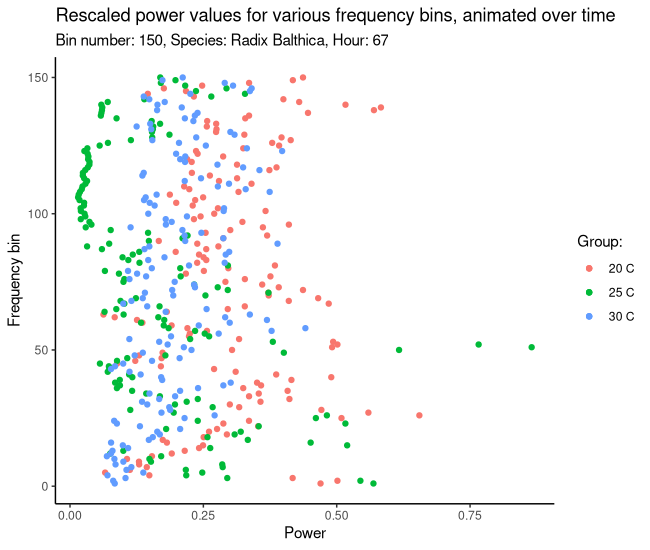 Rescaled power values for various frequency bins, animated over time
Bin number: 150, Species: Radix Balthica, Hour: 67
150
100
50
0
Frequency bin
0.00 0.25 0.50 0.75
Power
Group:
20 C
25 C
30 C